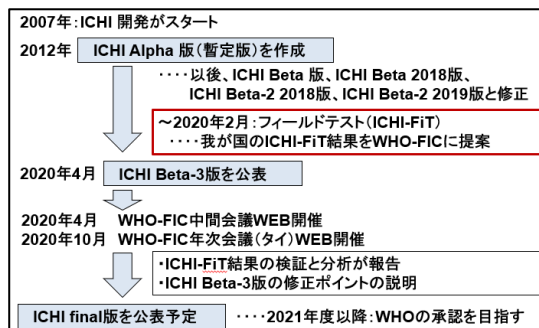 2007年：ICHI 開発がスタート
2012年 ICHI Alpha 版（暫定版）を作成
‥‥以後、ICHI Beta 版、ICHI Beta 2018版、
ICHI Beta-2 2018版、ICHI Beta-2 2019版と修正
～2020年2月：フィールドテスト（ICHI-FiT）
‥‥我が国のICHI-FiT結果をWHO-FICに提案
2020年4月 ICHI Beta-3版を公表
2020年4月 WHO-FIC中間会議WEB開催
2020年10月 WHO-FIC年次会議（タイ）WEB開催
・ICHI-FiT結果の検証と分析が報告
・ICHI Beta-3版の修正ポイントの説明
ICHI final版を公表予定 ‥‥2021年度以降：WHOの承認を目指す